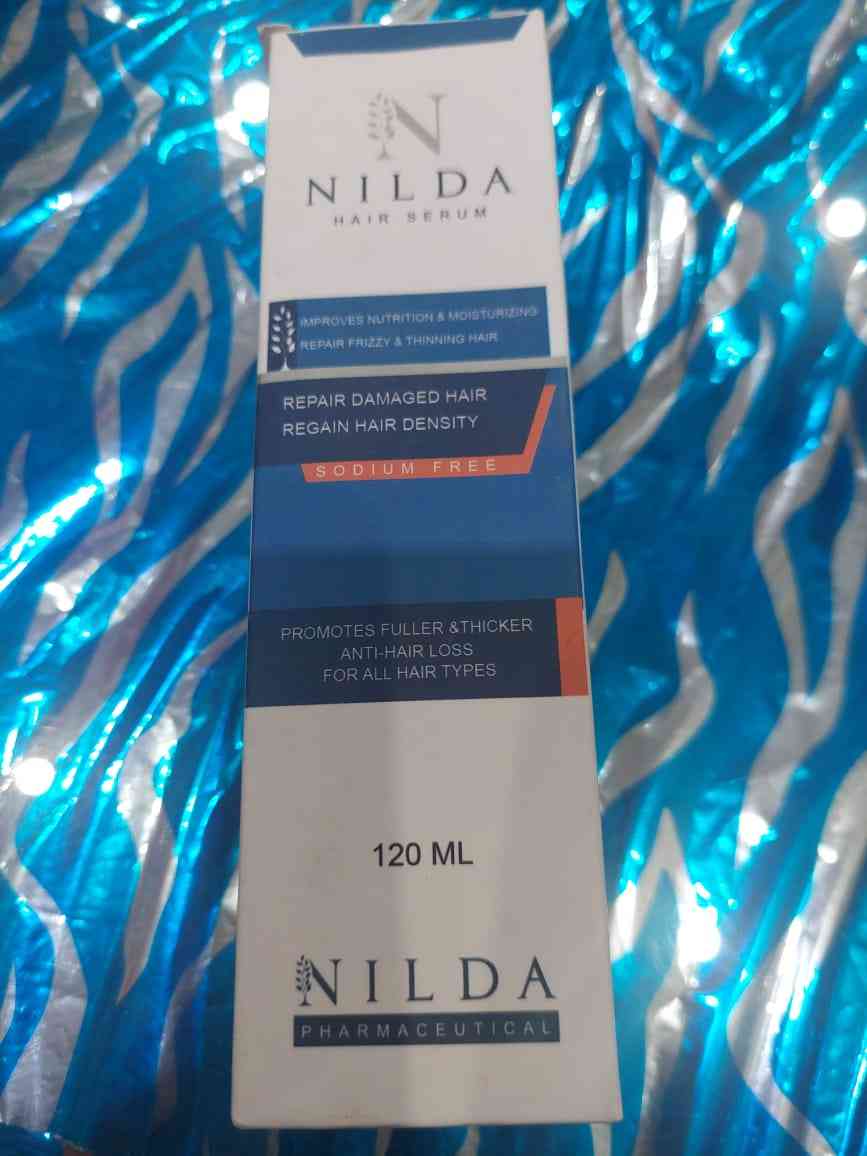 N
NILDA
HAIR SERUM
IMPROVES NUTRITION & MOISTURIZING
REPAIR FRIZZY & THINNING HAIR
REPAIR DAMAGED HAIR
REGAIN HAIR DENSITY
SODIUM FREE
PROMOTES FULLER &THICKER
ANTI-HAIR LOSS
FOR ALL HAIR TYPES
120 ML
NILDA
PHARMACEUTICAL